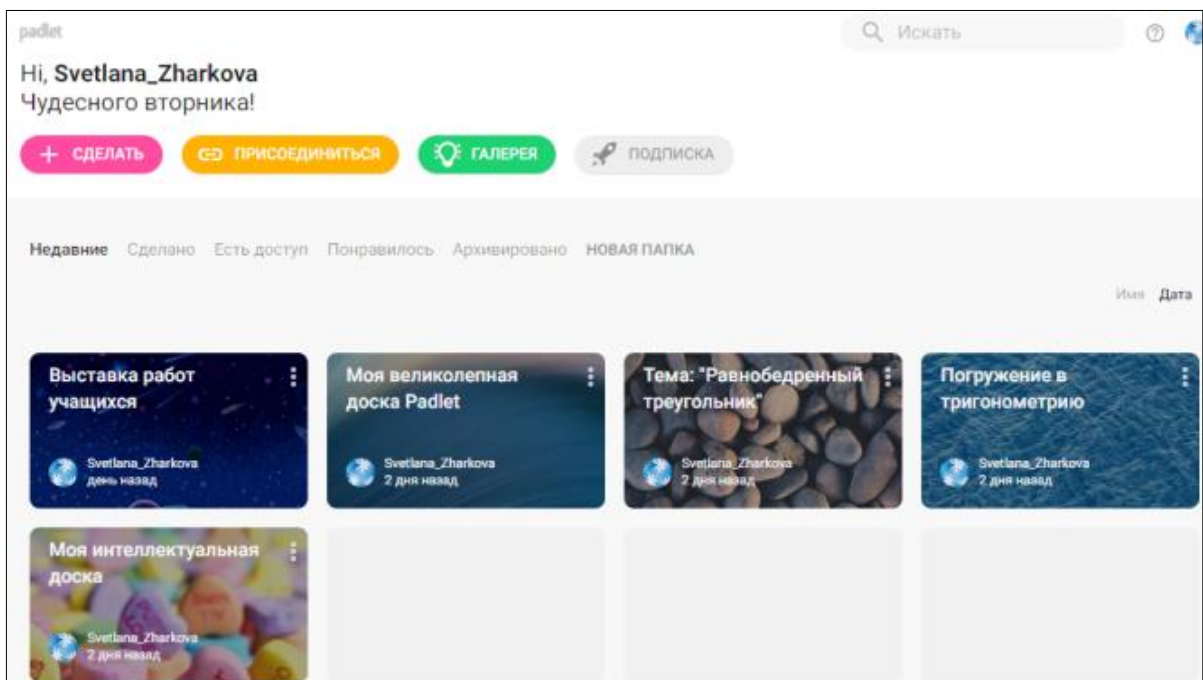 padlet
Искать
Hi, Svetlana_Zharkova
Чудесного вторника!
СДЕЛАТЬ
ПРИСОЕДИНИТЬСЯ
ГАЛЕРЕЯ
ПОДПИСКА
Недавние Сделано Есть доступ Понравилось Архивировано НОВАЯ ПАПКА
Имя Дата
Выставка работ
учащихся
Svetlana_Zharkova
день назад
Моя великолепная
доска Padlet
Svetlana_Zharkova
2 дня назад
Тема: "Равнобедренный
треугольник"
Svetlana_Zharkova
2 дня назад
Погружение в
тригонометрию
Svetlana_Zharkova
2 дня назад
Моя интеллектуальная
доска
Svetlana_Zharkova
2 дня назад